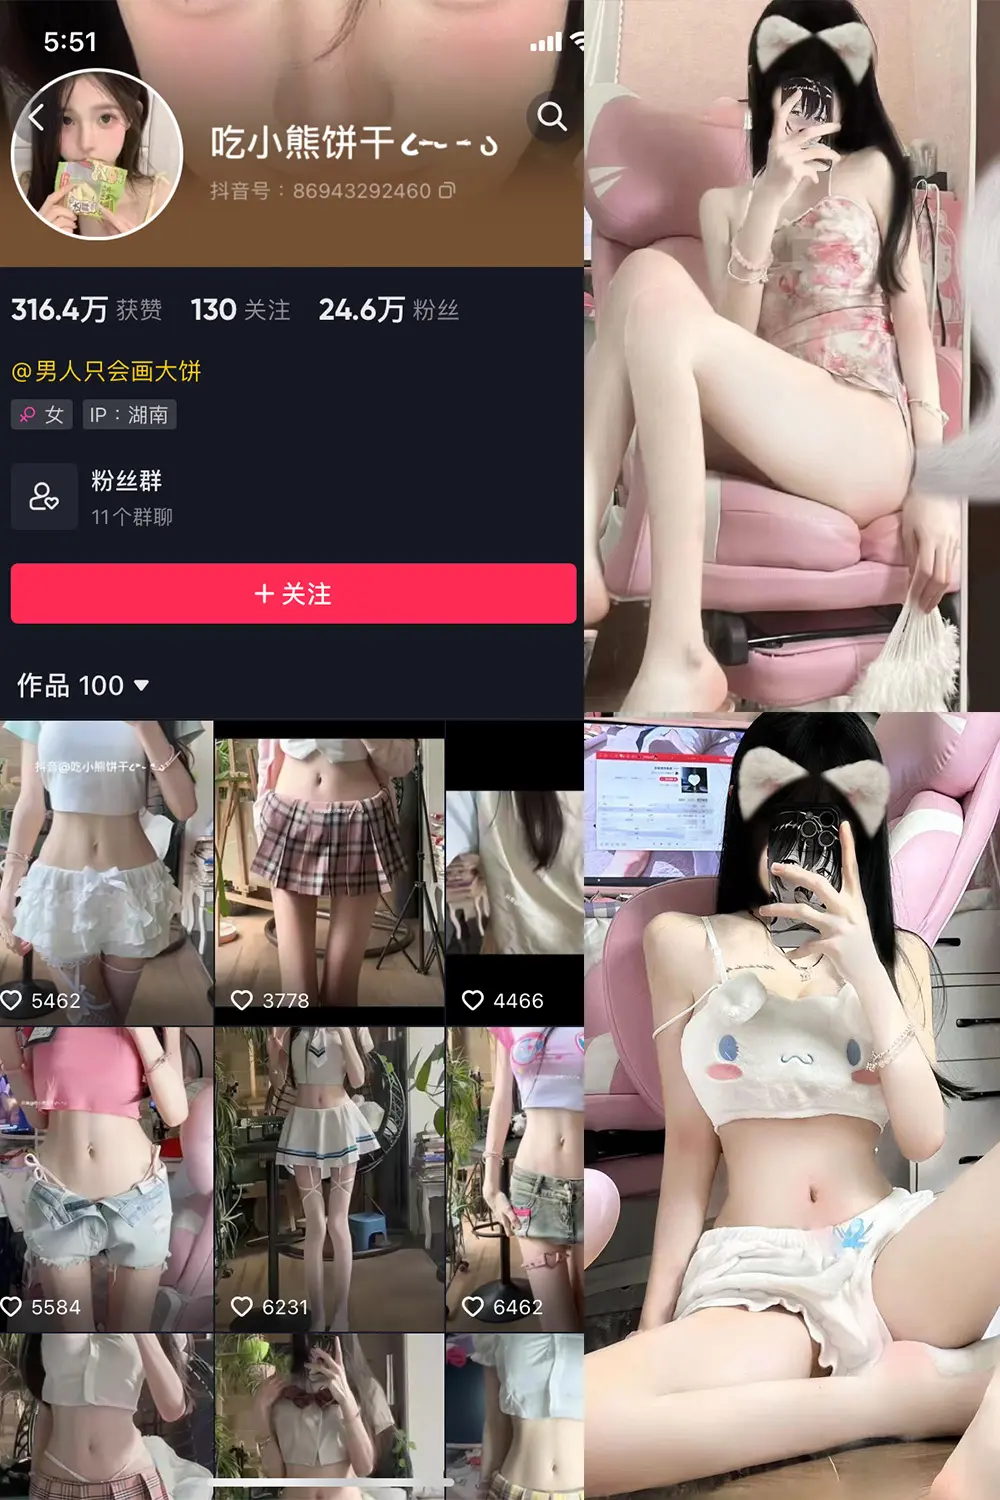 5:51
吃小熊饼干
抖音号：86943292460
316.4万 获赞 130 关注 24.6万 粉丝
@男人只会画大饼
女 IP：湖南
粉丝群
11个群聊
+ 关注
作品 100
抖音@吃小熊饼干
5462
3778
4466
5584
6231
6462